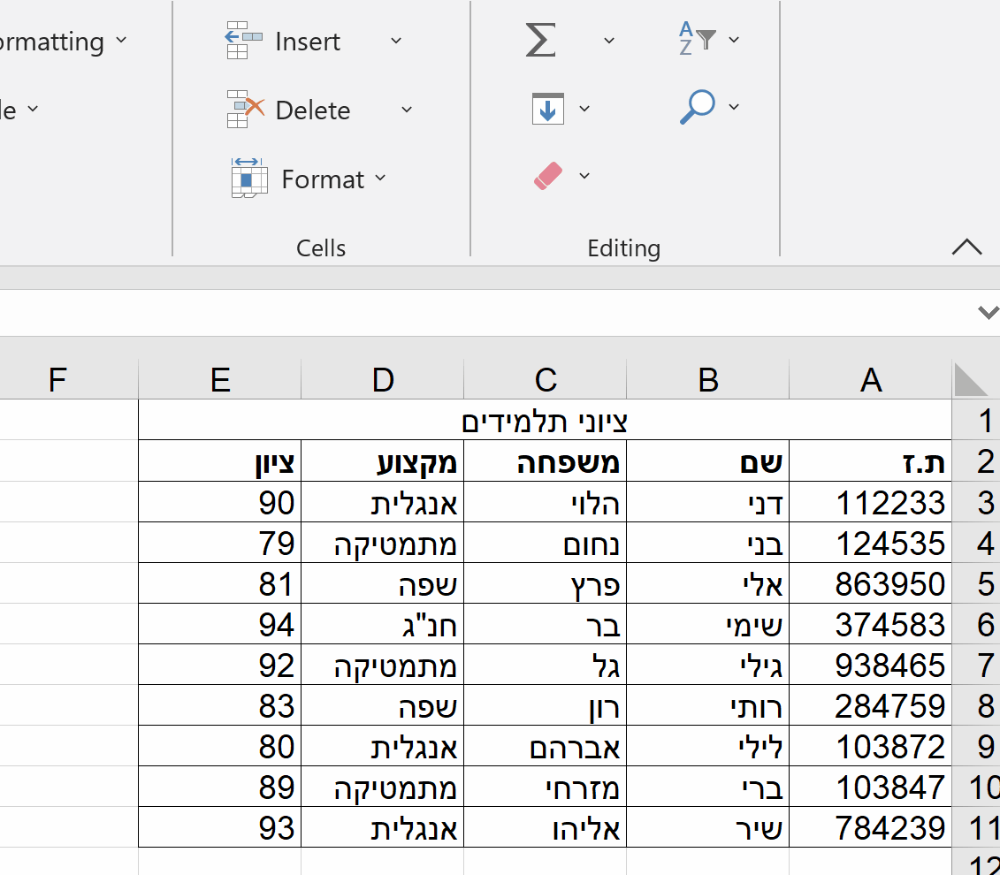 ormatting
Insert
le
Delete
Format
Cells
Editing
A
Z
F E D C B A
1 ציוני תלמידים
2 ת.ז שם משפחה מקצוע ציון
3 112233 דני הלוי אנגלית 90
4 124535 בני נחום מתמטיקה 79
5 863950 אלי פרץ שפה 81
6 374583 שימי בר חנ"ג 94
7 938465 גילי גל מתמטיקה 92
8 284759 רותי רון שפה 83
9 103872 לילי אברהם אנגלית 80
10 103847 ברי מזרחי מתמטיקה 89
11 784239 שיר אליהו אנגלית 93
12